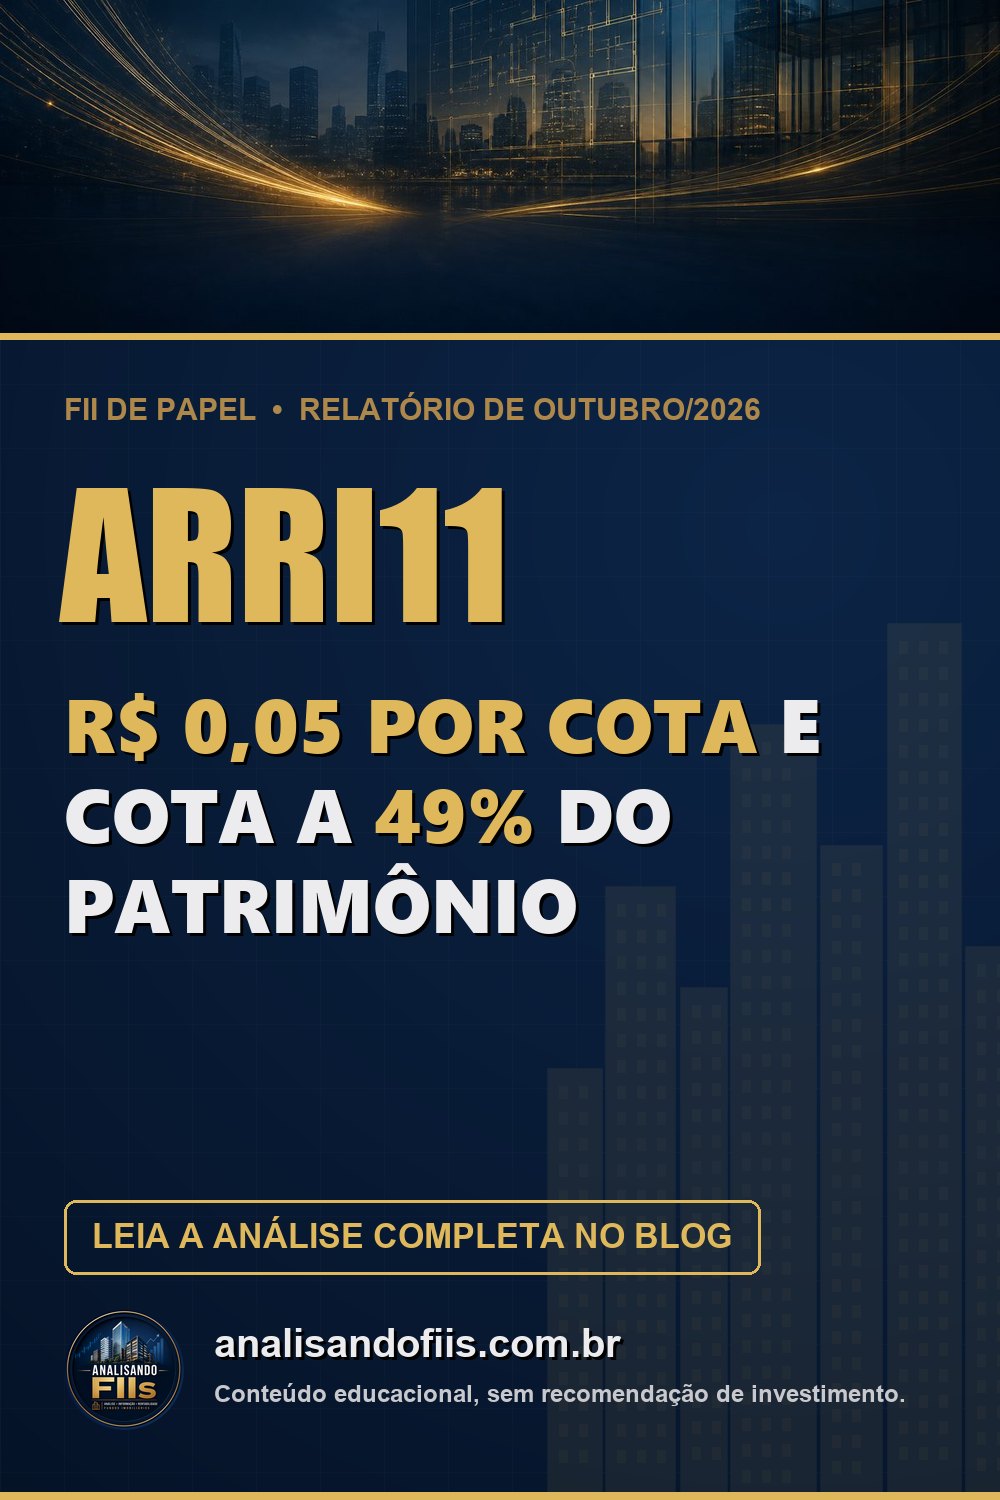 FII DE PAPEL • RELATÓRIO DE OUTUBRO/2026
ARRI11
R$ 0,05 POR COTA E
COTA A 49% DO
PATRIMÔNIO
LEIA A ANÁLISE COMPLETA NO BLOG
analisandofiis.com.br
Conteúdo educacional, sem recomendação de investimento.
ANALISANDO
FIIs